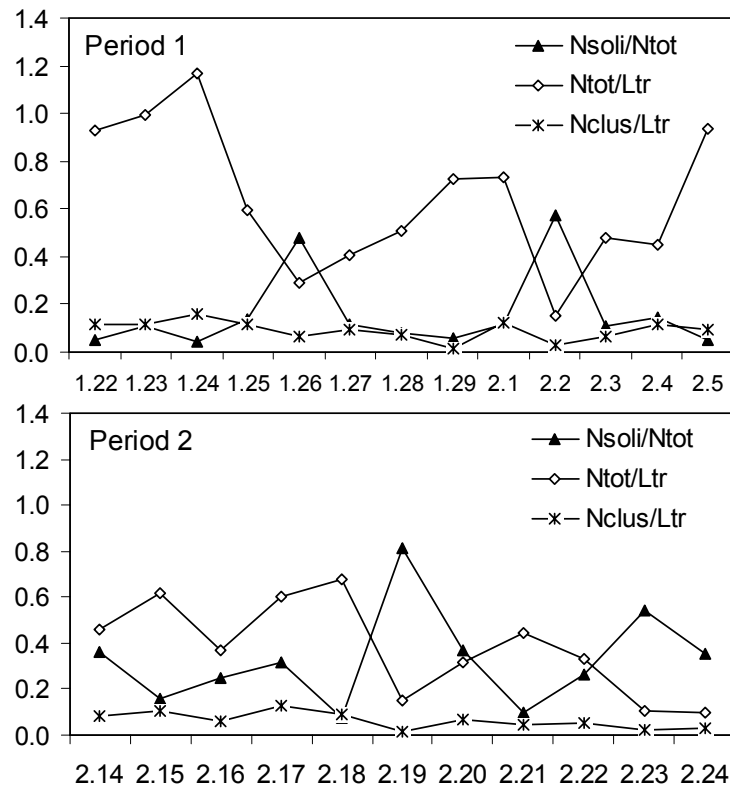 1.4
Period 1
Nsoli/Ntot
1.2
Ntot/Ltr
1.0
Nclus/Ltr
0.8
0.6
0.4
0.2
0.0
1.22 1.23 1.24 1.25 1.26 1.27 1.28 1.29 2.1 2.2 2.3 2.4 2.5
1.4
Period 2
Nsoli/Ntot
1.2
Ntot/Ltr
1.0
Nclus/Ltr
0.8
0.6
0.4
0.2
0.0
2.14 2.15 2.16 2.17 2.18 2.19 2.20 2.21 2.22 2.23 2.24